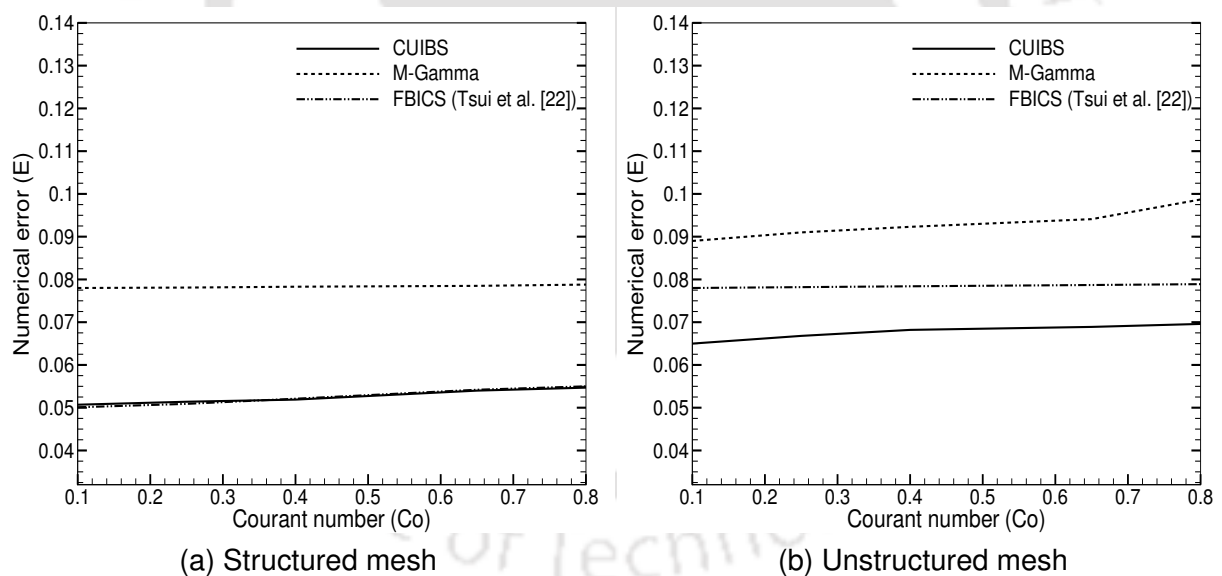 0.14
0.13
0.12
0.11
0.1
0.09
0.08
0.07
0.06
0.05
0.04
Numerical error (E)
CUIBS
M-Gamma
FBICS (Tsui et al. [22])
0.1 0.2 0.3 0.4 0.5 0.6 0.7 0.8
Courant number (Co)
(a) Structured mesh
0.14
0.13
0.12
0.11
0.1
0.09
0.08
0.07
0.06
0.05
0.04
Numerical error (E)
CUIBS
M-Gamma
FBICS (Tsui et al. [22])
0.1 0.2 0.3 0.4 0.5 0.6 0.7 0.8
Courant number (Co)
(b) Unstructured mesh